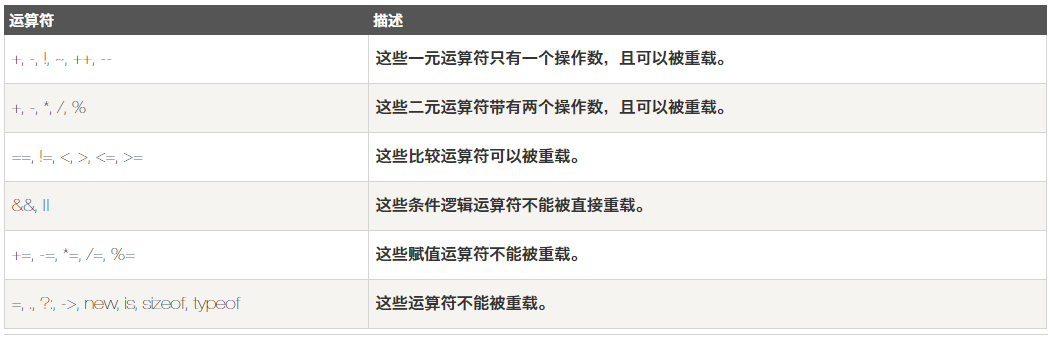 运算符 描述
+, -, !, ~, ++, -- 这些一元运算符只有一个操作数，且可以被重载。
+, -, *, /, % 这些二元运算符带有两个操作数，且可以被重载。
==, !=, <, >, <=, >= 这些比较运算符可以被重载。
&&, || 这些条件逻辑运算符不能被直接重载。
+=, -=, *=, /=, %= 这些赋值运算符不能被重载。
=, ., ?:, ->, new, is, sizeof, typeof 这些运算符不能被重载。